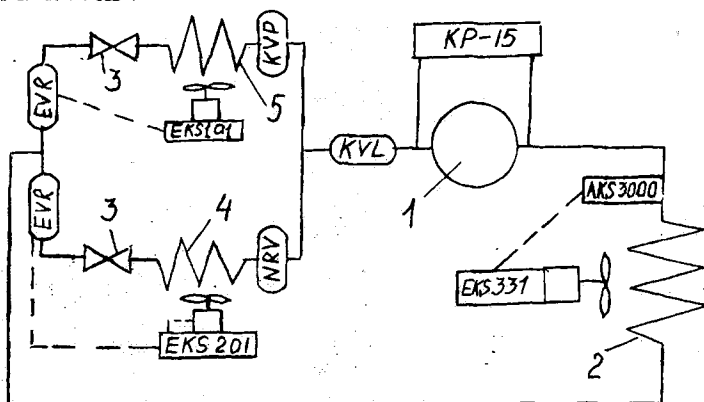 KP-15
3
KVP
5
EVR
EKS101
KVL
1
AKS3000
EVR
3
4
NRV
EKS331
EKS 201
2